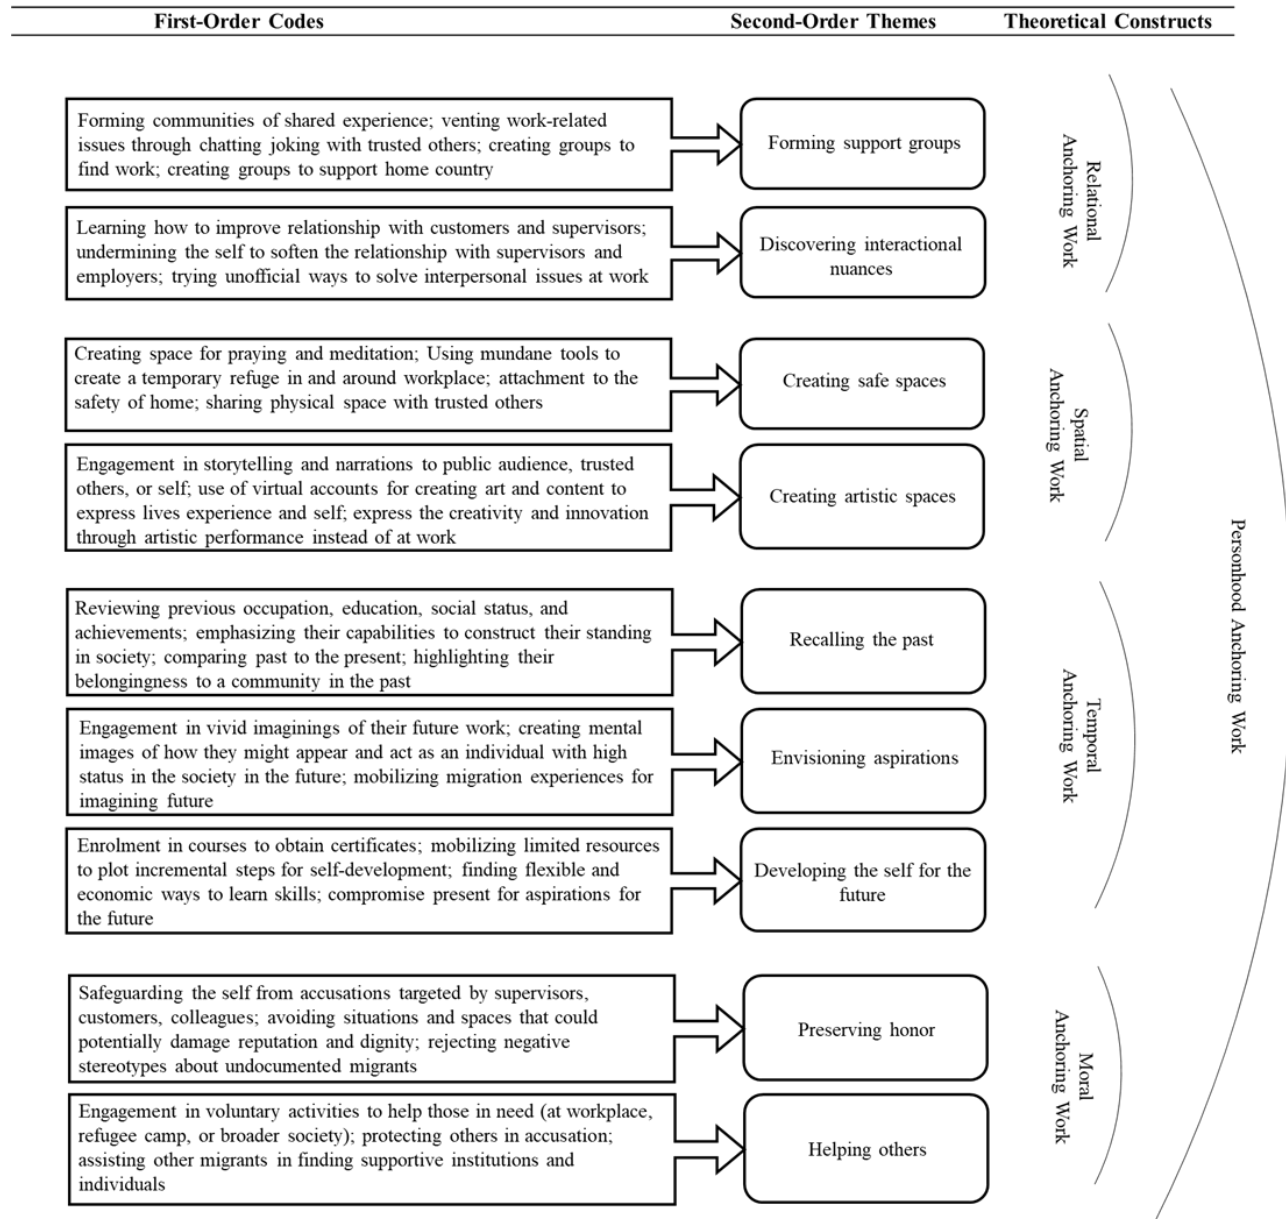 First-Order Codes
Second-Order Themes
Theoretical Constructs
Forming communities of shared experience; venting work-related
issues through chatting joking with trusted others; creating groups to
find work; creating groups to support home country
Forming support groups
Learning how to improve relationship with customers and supervisors;
undermining the self to soften the relationship with supervisors and
employers; trying unofficial ways to solve interpersonal issues at work
Discovering interactional
nuances
Relational
Anchoring Work
Creating space for praying and meditation; Using mundane tools to
create a temporary refuge in and around workplace; attachment to the
safety of home; sharing physical space with trusted others
Creating safe spaces
Engagement in storytelling and narrations to public audience, trusted
others, or self; use of virtual accounts for creating art and content to
express lives experience and self; express the creativity and innovation
through artistic performance instead of at work
Creating artistic spaces
Spatial
Anchoring Work
Reviewing previous occupation, education, social status, and
achievements; emphasizing their capabilities to construct their standing
in society; comparing past to the present; highlighting their
belongingness to a community in the past
Recalling the past
Engagement in vivid imaginings of their future work; creating mental
images of how they might appear and act as an individual with high
status in the society in the future; mobilizing migration experiences for
imagining future
Envisioning aspirations
Enrolment in courses to obtain certificates; mobilizing limited resources
to plot incremental steps for self-development; finding flexible and
economic ways to learn skills; compromise present for aspirations for
the future
Developing the self for the
future
Temporal
Anchoring Work
Safeguarding the self from accusations targeted by supervisors,
customers, colleagues; avoiding situations and spaces that could
potentially damage reputation and dignity; rejecting negative
stereotypes about undocumented migrants
Preserving honor
Engagement in voluntary activities to help those in need (at workplace,
refugee camp, or broader society); protecting others in accusation;
assisting other migrants in finding supportive institutions and
individuals
Helping others
Moral
Anchoring Work
Personhood Anchoring Work